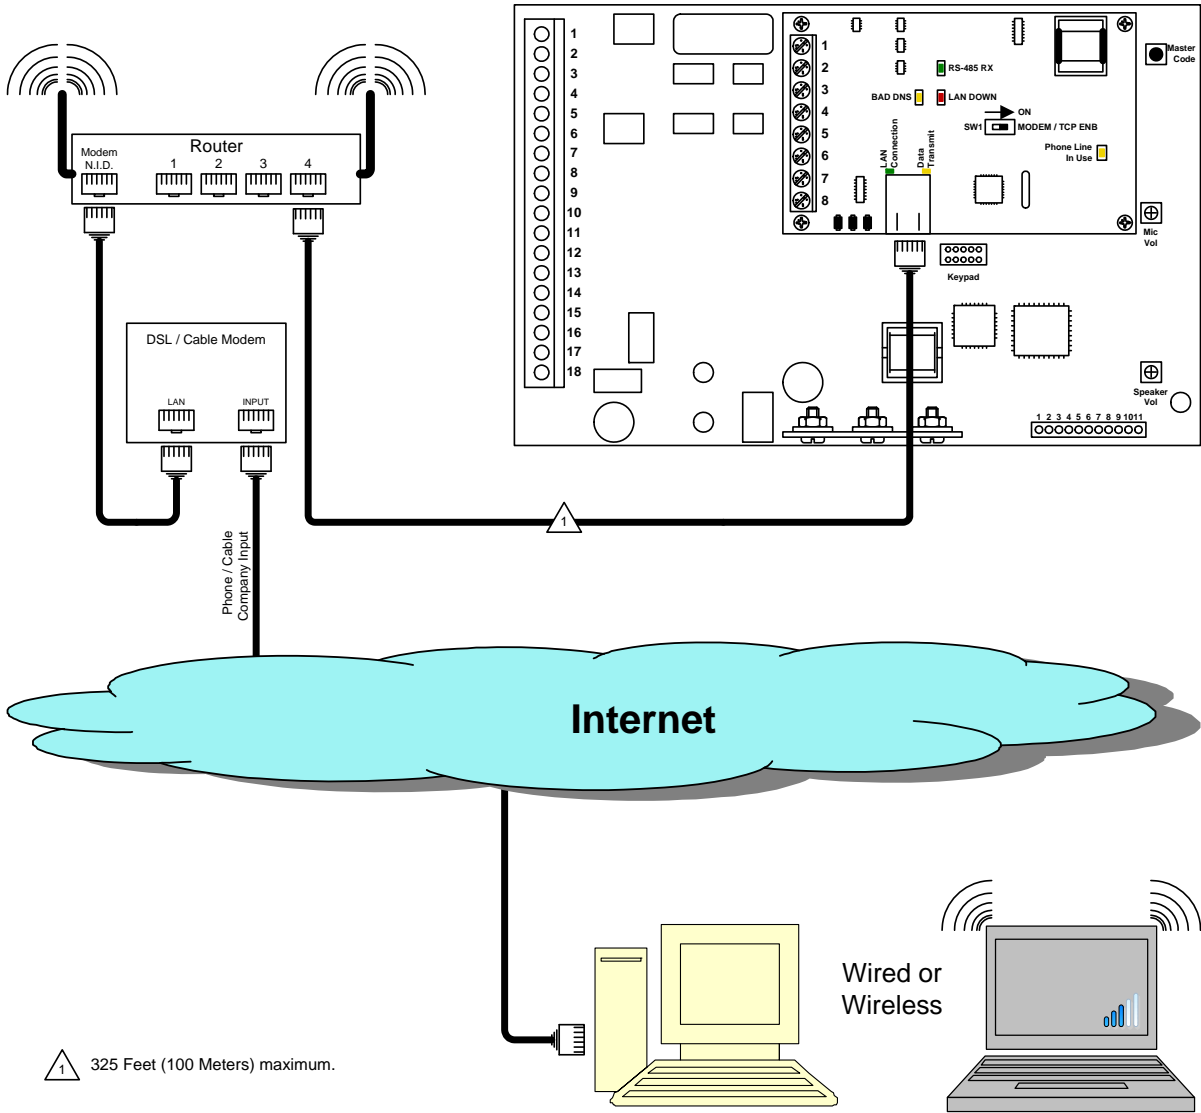 Router
Modem
N.I.D.
1 2 3 4
DSL / Cable Modem
LAN
INPUT
Phone / Cable
Company Input
1
2
3
4
5
6
7
8
9
10
11
12
13
14
15
16
17
18
1
2
3
4
5
6
7
8
RS-485 RX
BAD DNS
LAN DOWN
ON
SW1
MODEM / TCP ENB
Phone Line
In Use
LAN
Connection
Data
Transmit
Master
Code
Mic
Vol
Keypad
Speaker
Vol
1 2 3 4 5 6 7 8 9 1011
1
Internet
Wired or
Wireless
1 325 Feet (100 Meters) maximum.